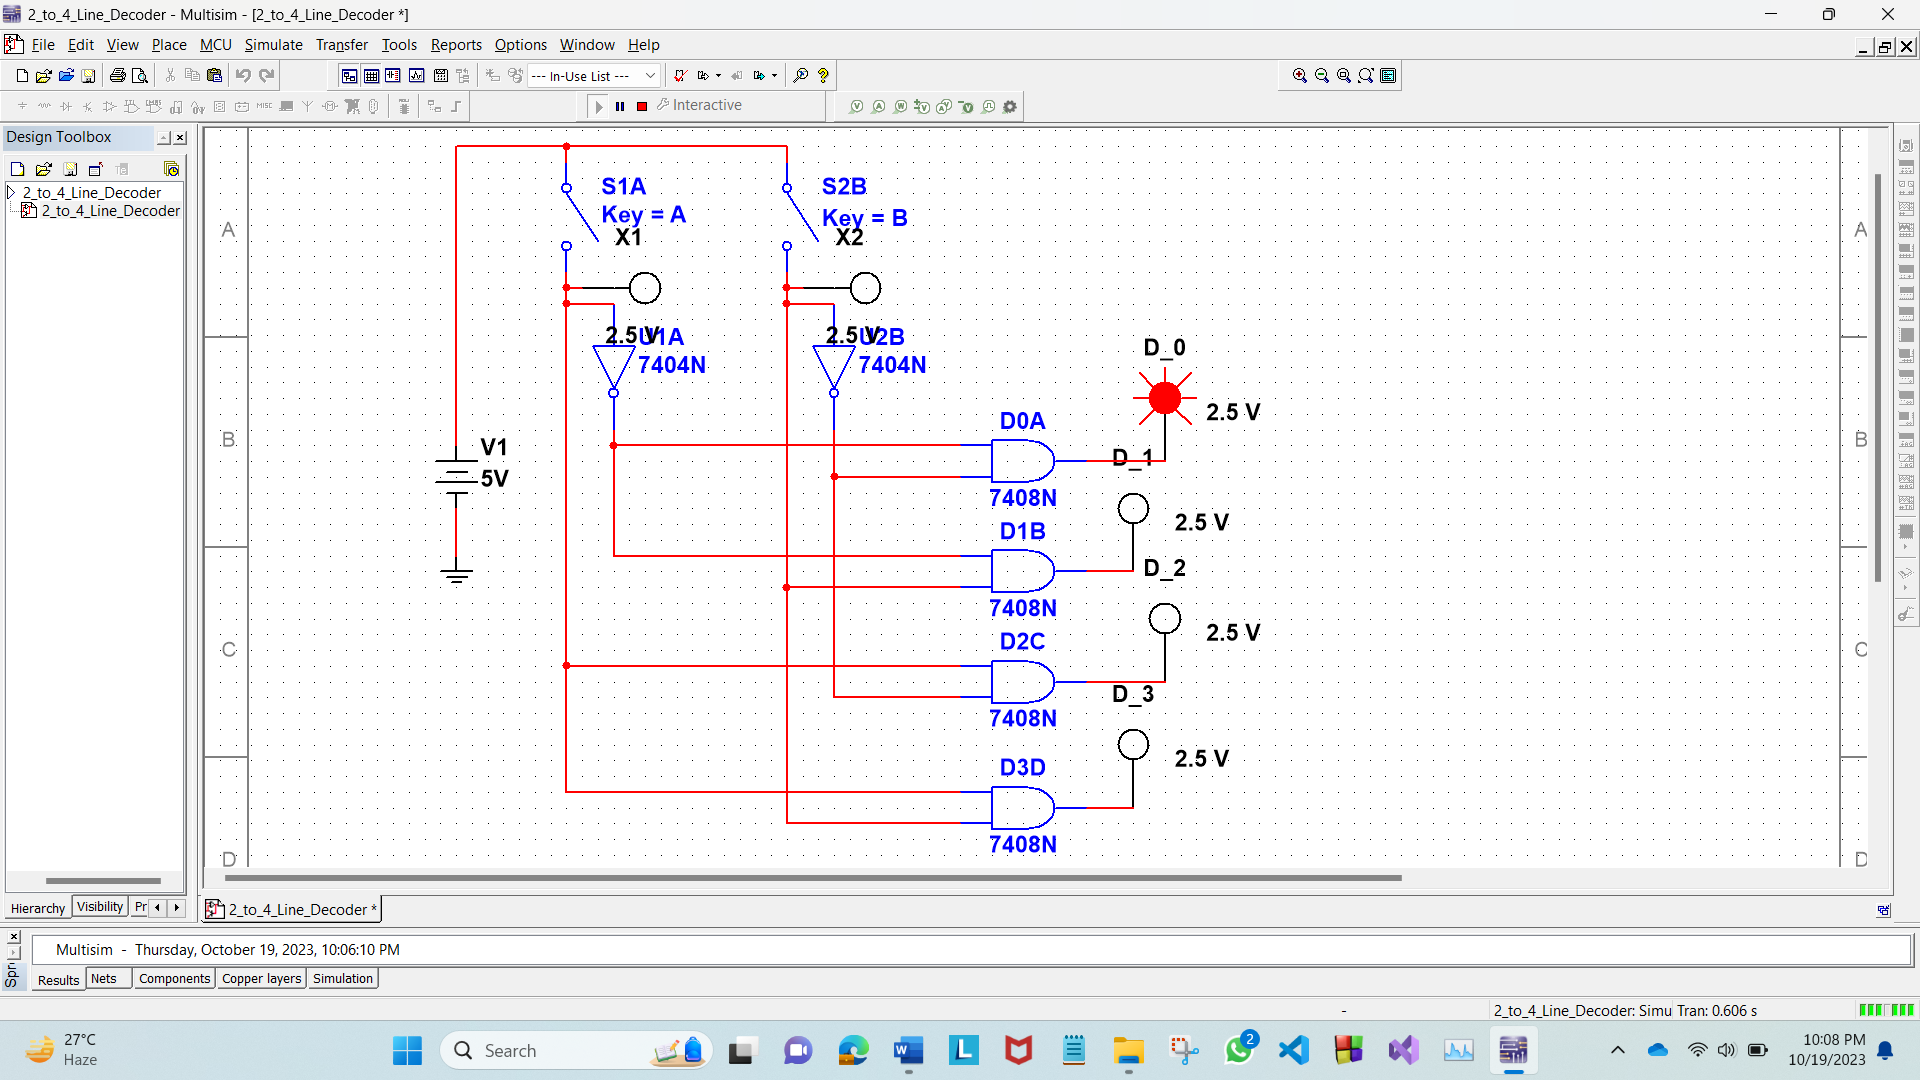 2_to_4_Line_Decoder - Multisim - [2_to_4_Line_Decoder *]
File Edit View Place MCU Simulate Transfer Tools Reports Options Window Help
--- In-Use List ---
MISC
Interactive
Design Toolbox
2_to_4_Line_Decoder
2_to_4_Line_Decoder
A
B
C
D
A
B
C
D
S1A
Key = A
X1
2.5 V
U1A
7404N
S2B
Key = B
X2
2.5 V
U2B
7404N
V1
5V
D_0
2.5 V
D0A
7408N
D_1
2.5 V
D1B
7408N
D_2
2.5 V
D2C
7408N
D_3
2.5 V
D3D
7408N
Hierarchy Visibility Pr
2_to_4_Line_Decoder *
Multisim - Thursday, October 19, 2023, 10:06:10 PM
Spr
Results Nets Components Copper layers Simulation
-
2_to_4_Line_Decoder: Simu Tran: 0.606 s
27°C
Haze
Search
2
10:08 PM
10/19/2023